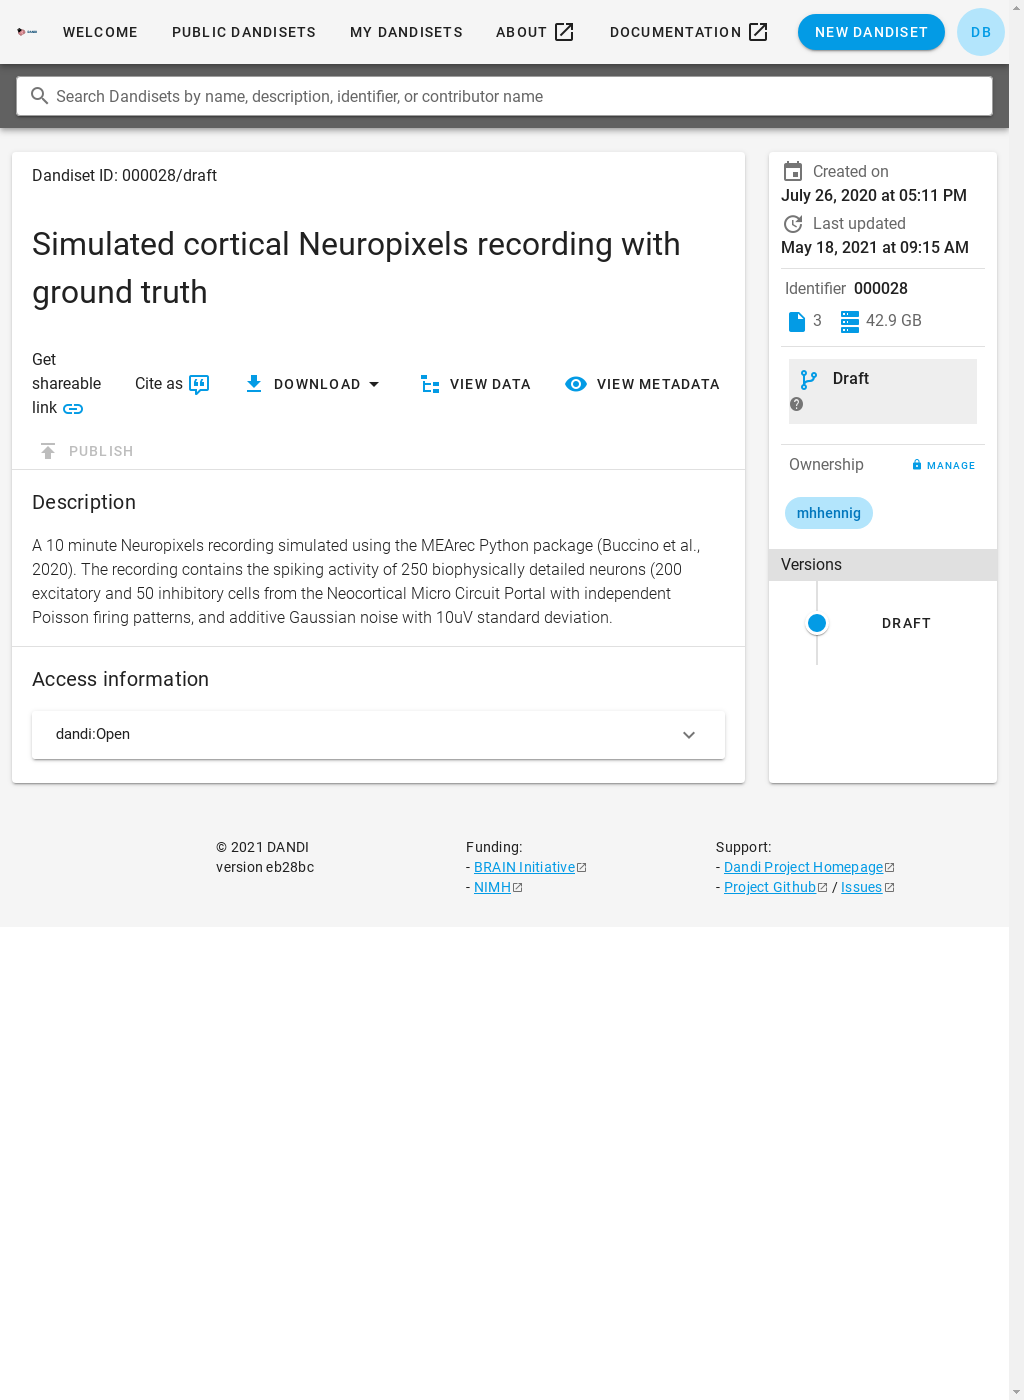 DANDI
WELCOME
PUBLIC DANDISETS
MY DANDISETS
ABOUT
DOCUMENTATION
NEW DANDISET
DB
Search Dandisets by name, description, identifier, or contributor name
Dandiset ID: 000028/draft
Simulated cortical Neuropixels recording with
ground truth
Get
shareable
link
Cite as
DOWNLOAD
VIEW DATA
VIEW METADATA
PUBLISH
Description
A 10 minute Neuropixels recording simulated using the MEArec Python package (Buccino et al.,
2020). The recording contains the spiking activity of 250 biophysically detailed neurons (200
excitatory and 50 inhibitory cells from the Neocortical Micro Circuit Portal with independent
Poisson firing patterns, and additive Gaussian noise with 10uV standard deviation.
Access information
dandi:Open
Created on
July 26, 2020 at 05:11 PM
Last updated
May 18, 2021 at 09:15 AM
Identifier 000028
3 42.9 GB
Draft
Ownership
MANAGE
mhhennig
Versions
DRAFT
© 2021 DANDI
version eb28bc
Funding:
- BRAIN Initiative
- NIMH
Support:
- Dandi Project Homepage
- Project Github / Issues